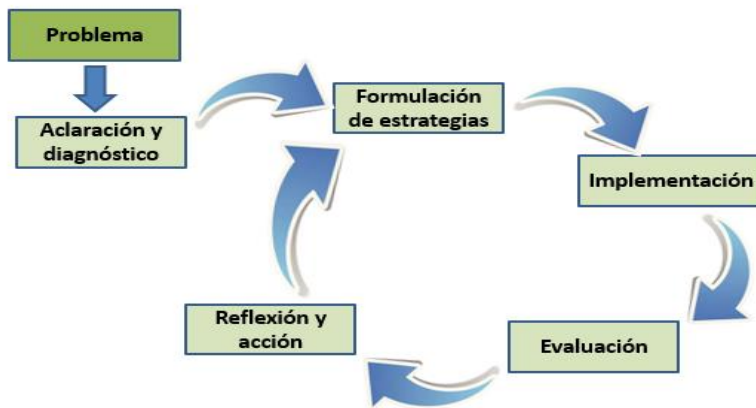 Problema
Aclaración y
diagnóstico
Formulación
de estrategias
Implementación
Evaluación
Reflexión y
acción